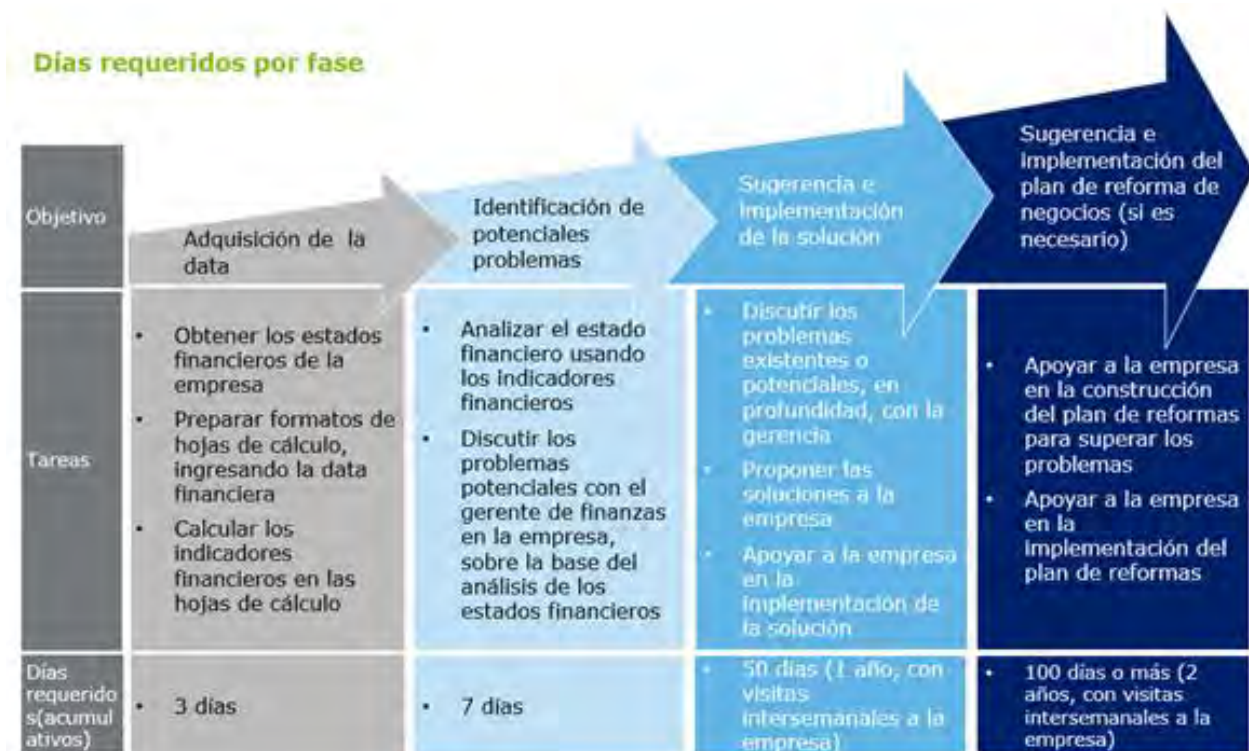 Días requeridos por fase
Objetivo
Adquisición de la
data
Identificación de
potenciales
problemas
Sugerencia e
implementación
de la solución
Sugerencia e
implementación del
plan de reforma de
negocios (si es
necesario)
Tareas
• Obtener los estados
financieros de la
empresa
• Preparar formatos de
hojas de cálculo,
ingresando la data
financiera
• Calcular los
indicadores
financieros en las
hojas de cálculo
• Analizar el estado
financiero usando
los indicadores
financieros
• Discutir los
problemas
potenciales con el
gerente de finanzas
en la empresa,
sobre la base del
análisis de los
estados financieros
• Discutir los
problemas
existentes o
potenciales, en
profundidad, con la
gerencia
• Proponer las
soluciones a la
empresa
• Apoyar a la empresa
en la
implementación de
la solución
• Apoyar a la empresa
en la construcción
del plan de reformas
para superar los
problemas
• Apoyar a la empresa
en la
implementación del
plan de reformas
Días
requerido
s(acumul
ativos)
• 3 días
• 7 días
• 50 días (1 año, con
visitas
intersemanales a la
empresa)
• 100 días o más (2
años, con visitas
intersemanales a la
empresa)